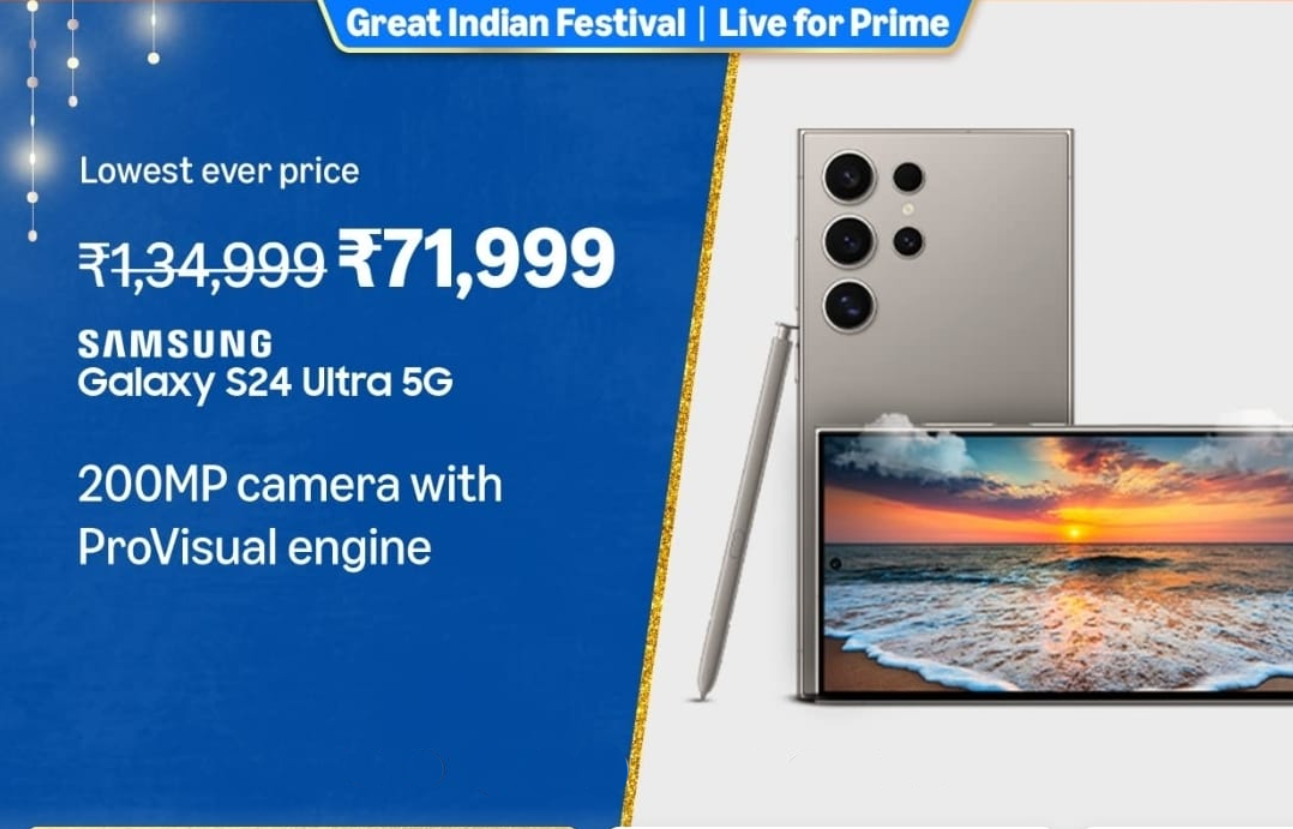 Great Indian Festival | Live for Prime
Lowest ever price
₹1,34,999 ₹71,999
SAMSUNG
Galaxy S24 Ultra 5G
200MP camera with
ProVisual engine